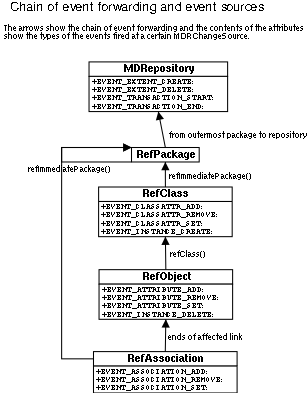 Chain of event forwarding and event sources
The arrows show the chain of event forwarding and the contents of the attributes
show the types of the events fired at a certain MDRChangeSource.
MDRepository
+EVENT_EXTENT_CREATE:
+EVENT_EXTENT_DELETE:
+EVENT_TRANSACTION_START:
+EVENT_TRANSACTION_END:
from outermost package to repository
RefPackage
refImmediatePackage()
refImmediatePackage()
RefClass
+EVENT_CLASSATTR_ADD:
+EVENT_CLASSATTR_REMOVE:
+EVENT_CLASSATTR_SET:
+EVENT_INSTANCE_CREATE:
refClass()
RefObject
+EVENT_ATTRIBUTE_ADD:
+EVENT_ATTRIBUTE_REMOVE:
+EVENT_ATTRIBUTE_SET:
+EVENT_INSTANCE_DELETE:
ends of affected link
RefAssociation
+EVENT_ASSOCIATION_ADD:
+EVENT_ASSOCIATION_REMOVE:
+EVENT_ASSOCIATION_SET: